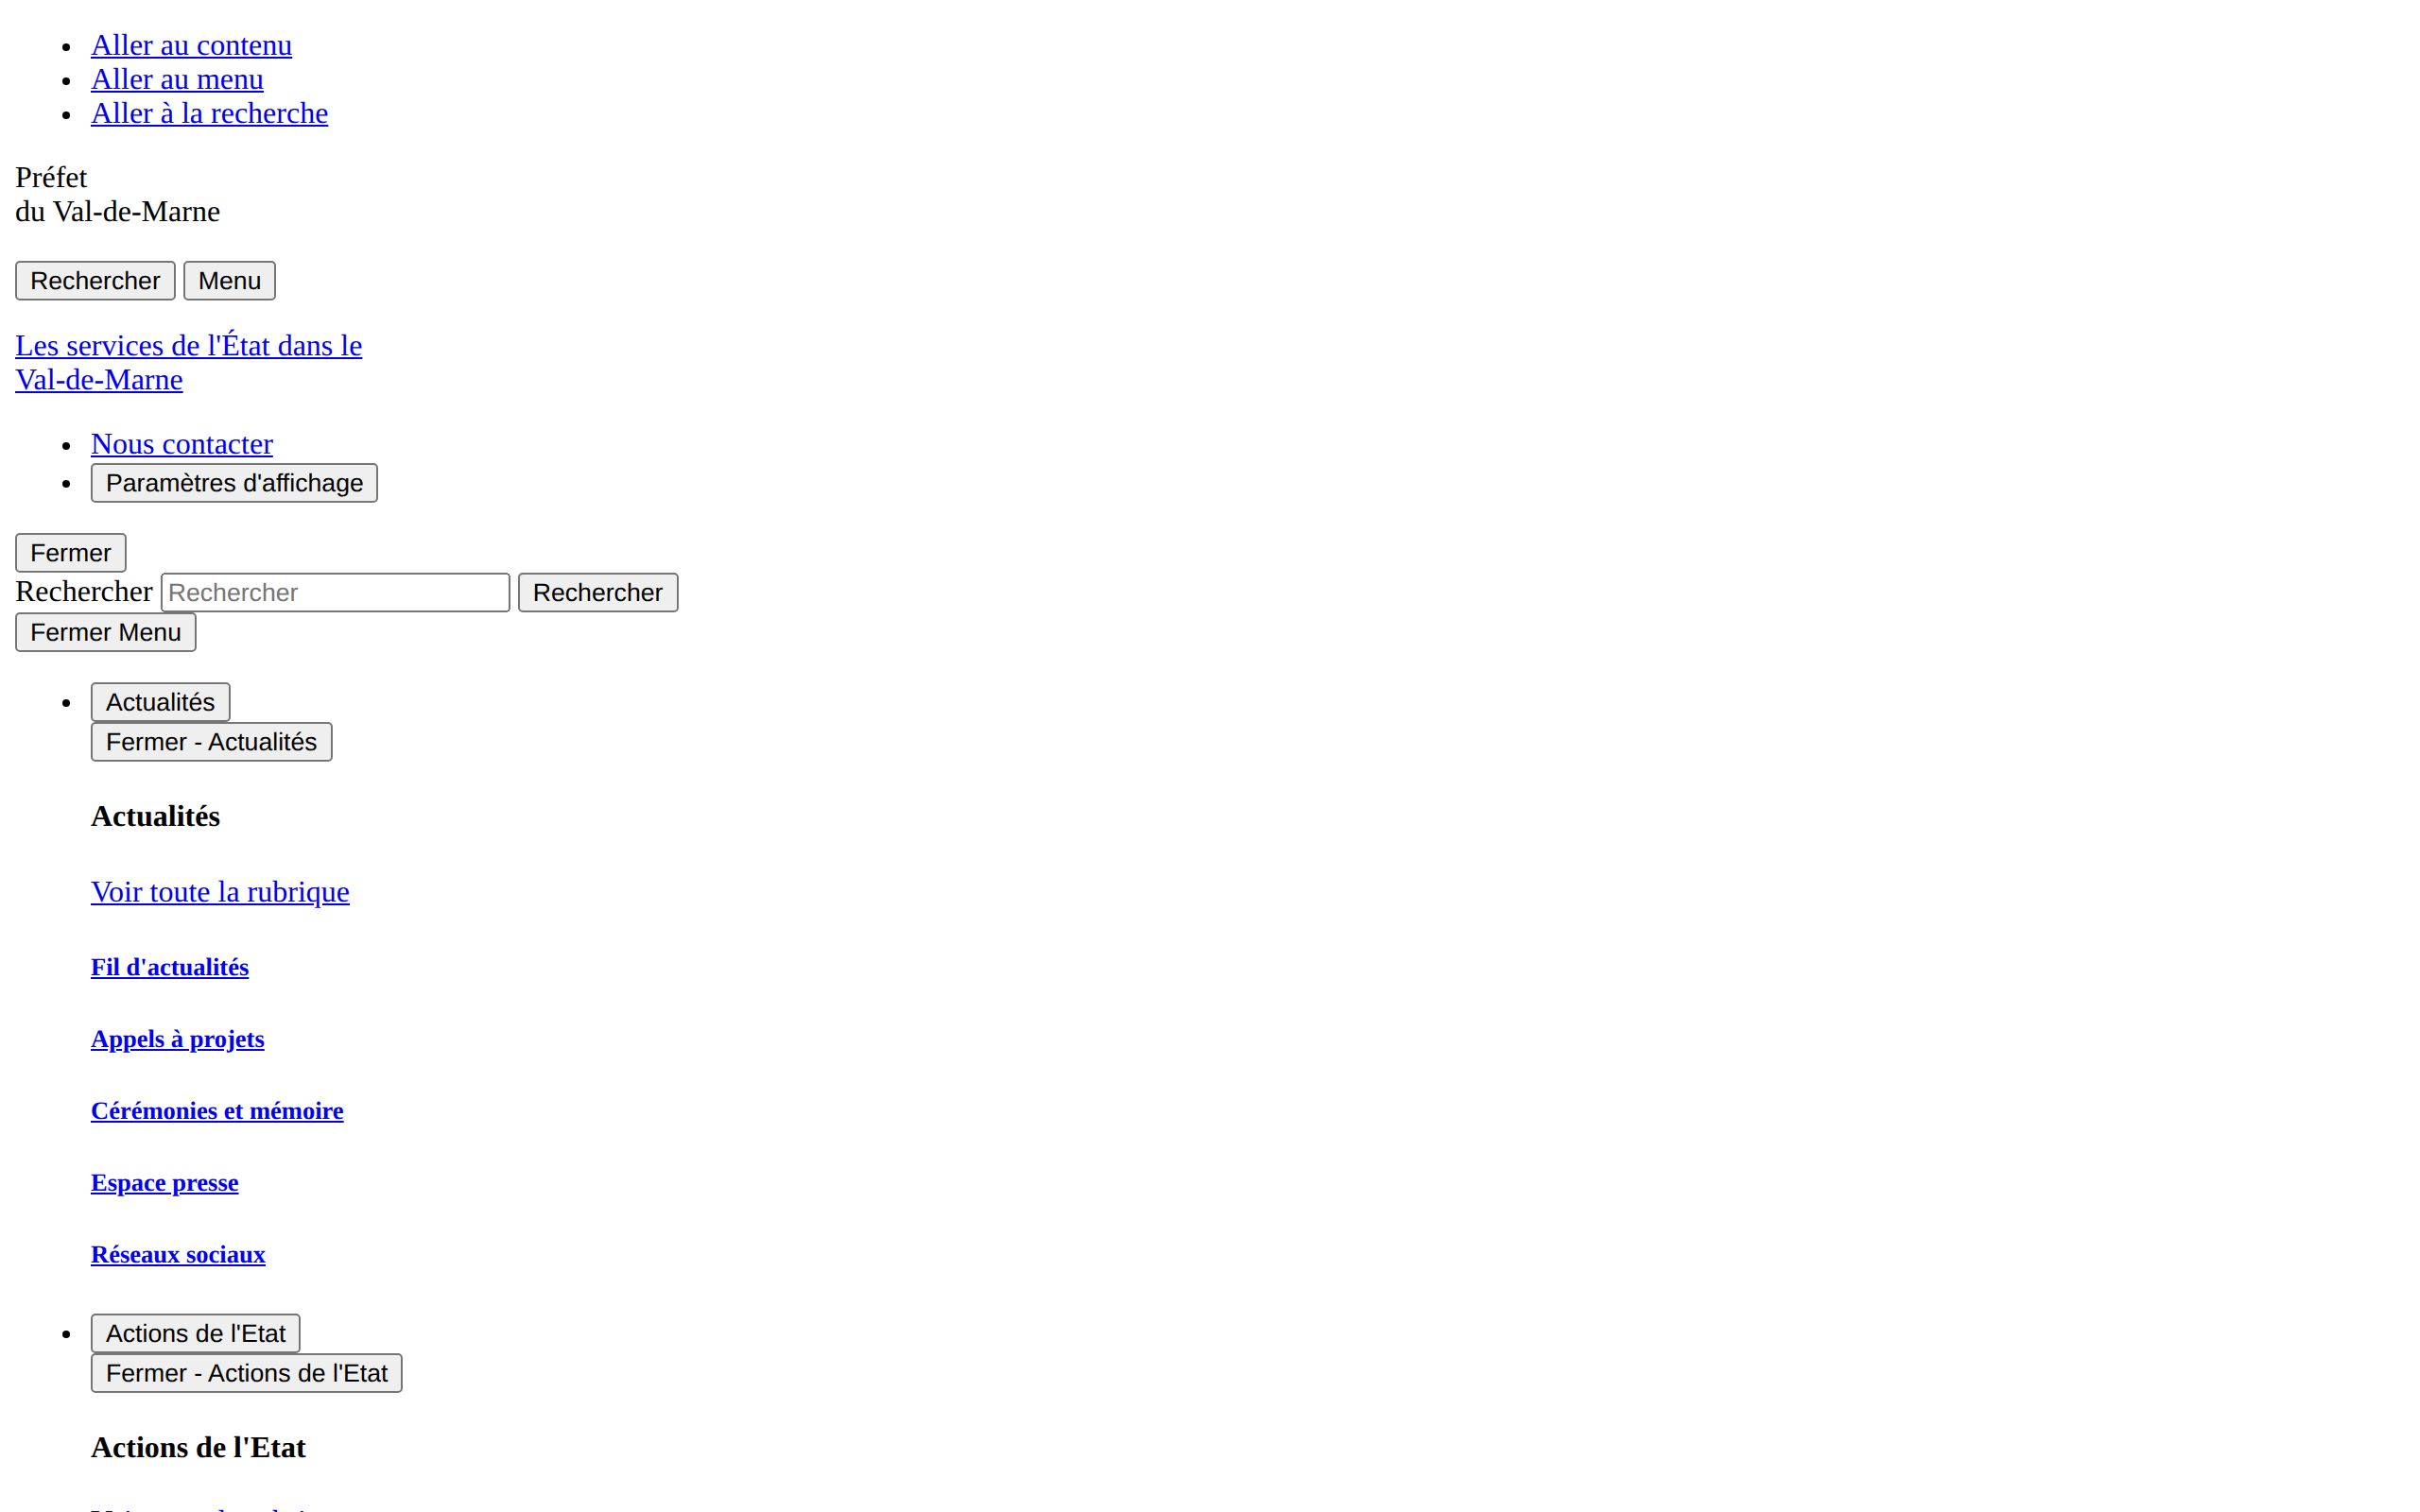 Aller au contenu
Aller au menu
Aller à la recherche
Préfet
du Val-de-Marne
Rechercher Menu
Les services de l'État dans le
Val-de-Marne
Nous contacter
Paramètres d'affichage
Fermer
Rechercher Rechercher Rechercher
Fermer Menu
Actualités
Fermer - Actualités
Actualités
Voir toute la rubrique
Fil d'actualités
Appels à projets
Cérémonies et mémoire
Espace presse
Réseaux sociaux
Actions de l'Etat
Fermer - Actions de l'Etat
Actions de l'Etat